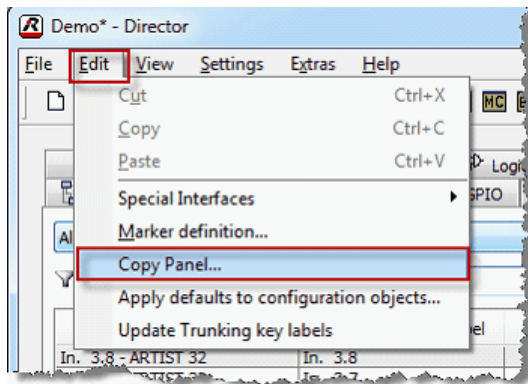 Demo* - Director
File Edit View Settings Extras Help
Cut Ctrl+X
Copy Ctrl+C
Paste Ctrl+V
MC
Special Interfaces
GPIO
Marker definition...
Al
Copy Panel...
Apply defaults to configuration objects...
Update Trunking key labels
In. 3.8 - ARTIST 32 In. 3.8